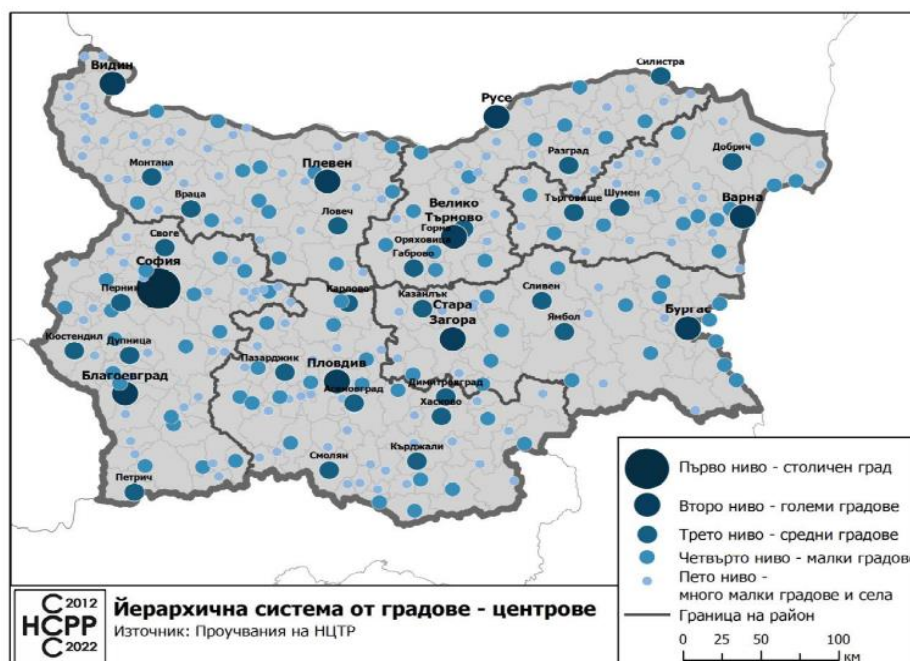 Видин
Силистра
Русе
Добрич
Разград
Монтана
Плевен
Враца
Търговище
Шумен
Варна
Ловеч
Велико
Търново
Горна
Оряховица
Своге
София
Габрово
Перник
Карлово
Казанлък
Сливен
Стара
Загора
Ямбол
Бургас
Кюстендил
Дупница
Пазарджик
Пловдив
Благоевград
Асеновград
Димитровград
Хасково
Кърджали
Смолян
Петрич
Първо ниво - столичен град
Второ ниво - големи градове
Трето ниво - средни градове
Четвърто ниво - малки градове
Пето ниво -
много малки градове и села
Граница на район
0 25 50 100
км
С 2012
НСРР
С 2022
Йерархична система от градове - центрове
Източник: Проучвания на НЦТР